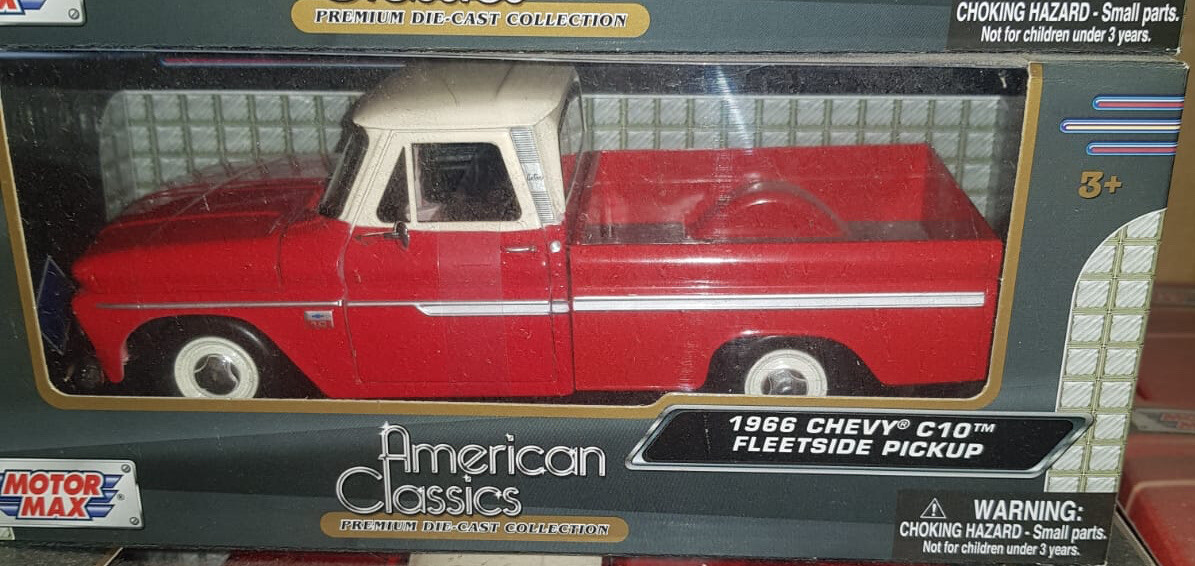 PREMIUM DIE-CAST COLLECTION
CHOKING HAZARD - Small parts.
Not for children under 3 years.
3+
1966 CHEVY® C10™
FLEETSIDE PICKUP
American
Classics
PREMIUM DIE-CAST COLLECTION
MOTOR
MAX®
WARNING:
CHOKING HAZARD - Small parts.
Not for children under 3 years.